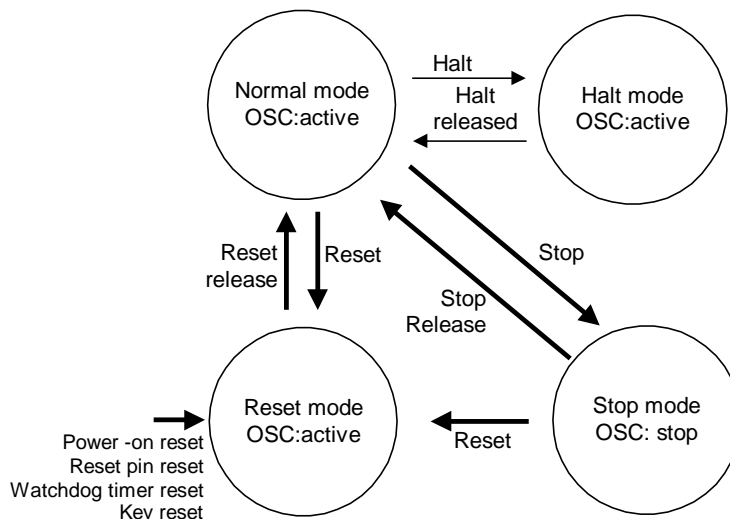 Normal mode
OSC:active
Halt
Halt
released
Halt mode
OSC:active
Reset
release
Reset
Stop
Stop
Release
Reset mode
OSC:active
Reset
Stop mode
OSC: stop
Power -on reset
Reset pin reset
Watchdog timer reset
Key reset